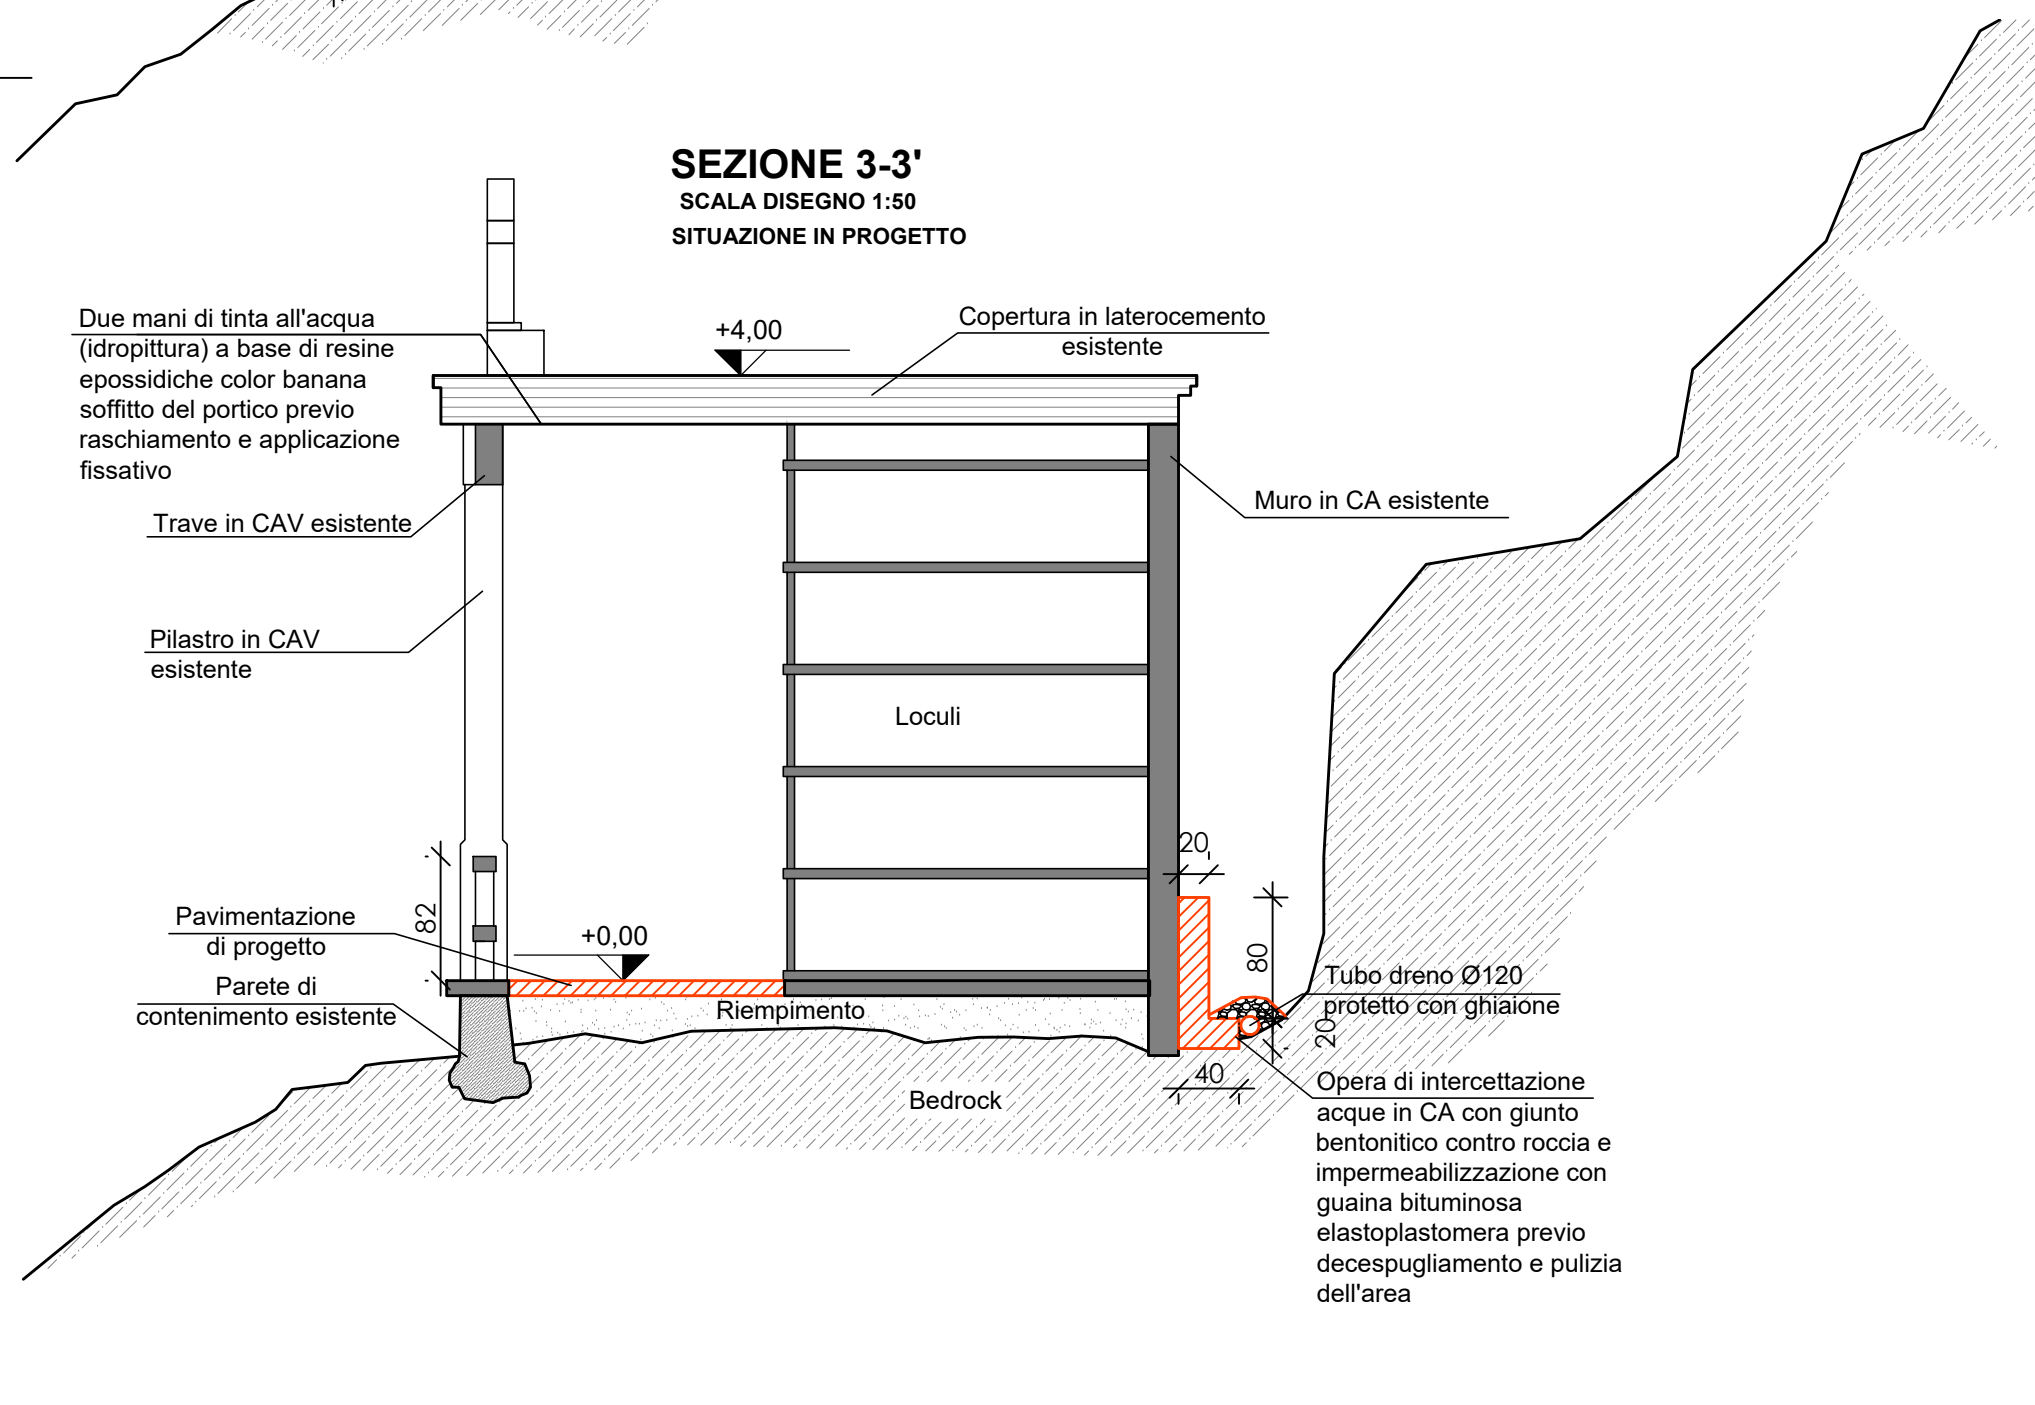 SEZIONE 3-3'
SCALA DISEGNO 1:50
SITUAZIONE IN PROGETTO
Due mani di tinta all'acqua
(idropittura) a base di resine
epossidiche color banana
soffitto del portico previo
raschiamento e applicazione
fissativo
+4,00
Copertura in laterocemento
esistente
Trave in CAV esistente
Muro in CA esistente
Pilastro in CAV
esistente
Loculi
20
82
Pavimentazione
di progetto
+0,00
80
Parete di
contenimento esistente
Riempimento
Tubo dreno Ø120
protetto con ghiaione
20
40
Bedrock
Opera di intercettazione
acque in CA con giunto
bentonitico contro roccia e
impermeabilizzazione con
guaina bituminosa
elastoplastomera previo
decespugliamento e pulizia
dell'area